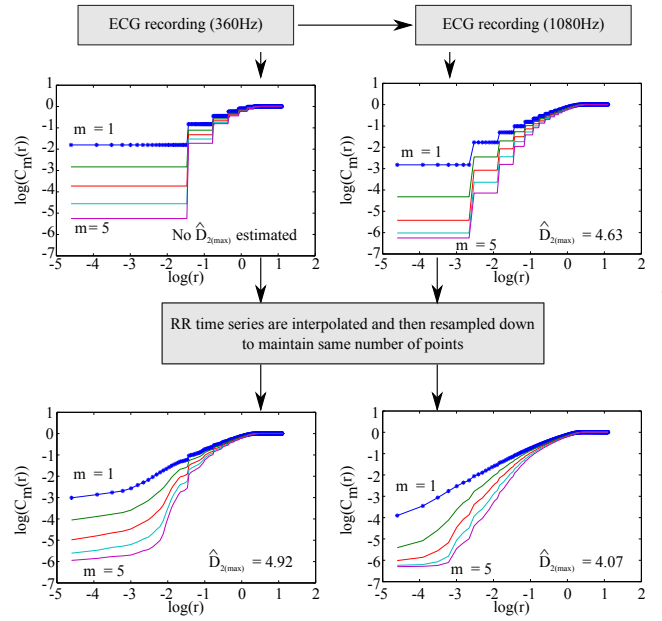 ECG recording (360Hz)
ECG recording (1080Hz)
log(C_m(r))
2
1
0
-1
-2
-3
-4
-5
-6
-7
m = 1
m = 5
No D̂_2(max) estimated
-5 -4 -3 -2 -1 0 1 2
log(r)
log(C_m(r))
2
1
0
-1
-2
-3
-4
-5
-6
-7
m = 1
m = 5
D̂_2(max) = 4.63
-5 -4 -3 -2 -1 0 1 2
log(r)
RR time series are interpolated and then resampled down
to maintain same number of points
log(C_m(r))
2
1
0
-1
-2
-3
-4
-5
-6
-7
m = 1
m = 5
D̂_2(max) = 4.92
-5 -4 -3 -2 -1 0 1 2
log(r)
log(C_m(r))
2
1
0
-1
-2
-3
-4
-5
-6
-7
m = 1
m = 5
D̂_2(max) = 4.07
-5 -4 -3 -2 -1 0 1 2
log(r)